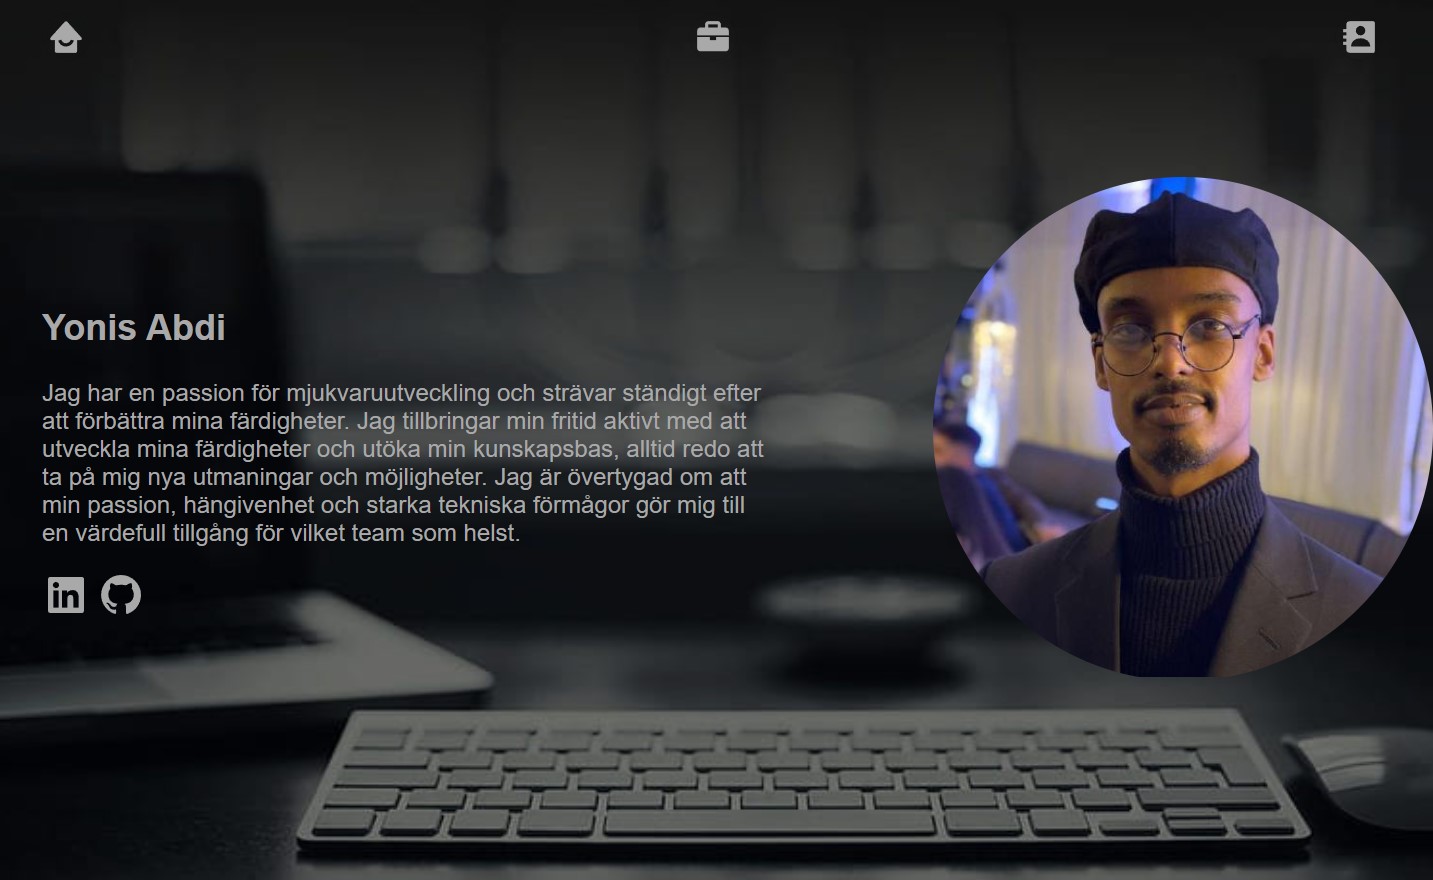 Yonis Abdi
Jag har en passion för mjukvaruutveckling och strävar ständigt efter
att förbättra mina färdigheter. Jag tillbringar min fritid aktivt med att
utveckla mina färdigheter och utöka min kunskapsbas, alltid redo att
ta på mig nya utmaningar och möjligheter. Jag är övertygad om att
min passion, hängivenhet och starka tekniska förmågor gör mig till
en värdefull tillgång för vilket team som helst.
in